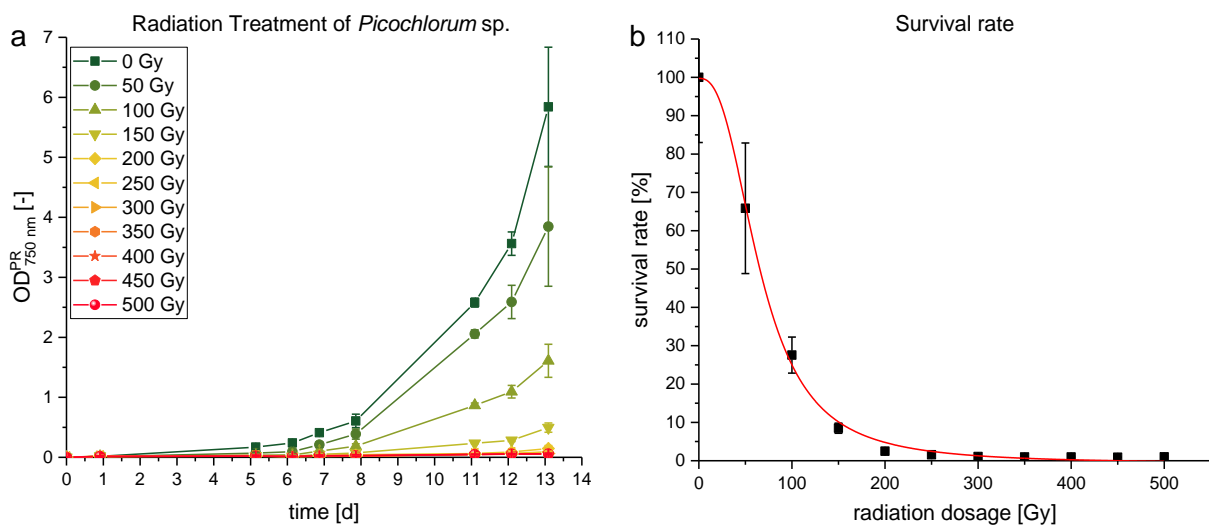 a
Radiation Treatment of Picochlorum sp.
7
6
5
4
3
2
1
0
OD PR 750 nm [-]
0 Gy
50 Gy
100 Gy
150 Gy
200 Gy
250 Gy
300 Gy
350 Gy
400 Gy
450 Gy
500 Gy
0 1 2 3 4 5 6 7 8 9 10 11 12 13 14
time [d]
b
Survival rate
110
100
90
80
70
60
50
40
30
20
10
0
survival rate [%]
0 100 200 300 400 500
radiation dosage [Gy]